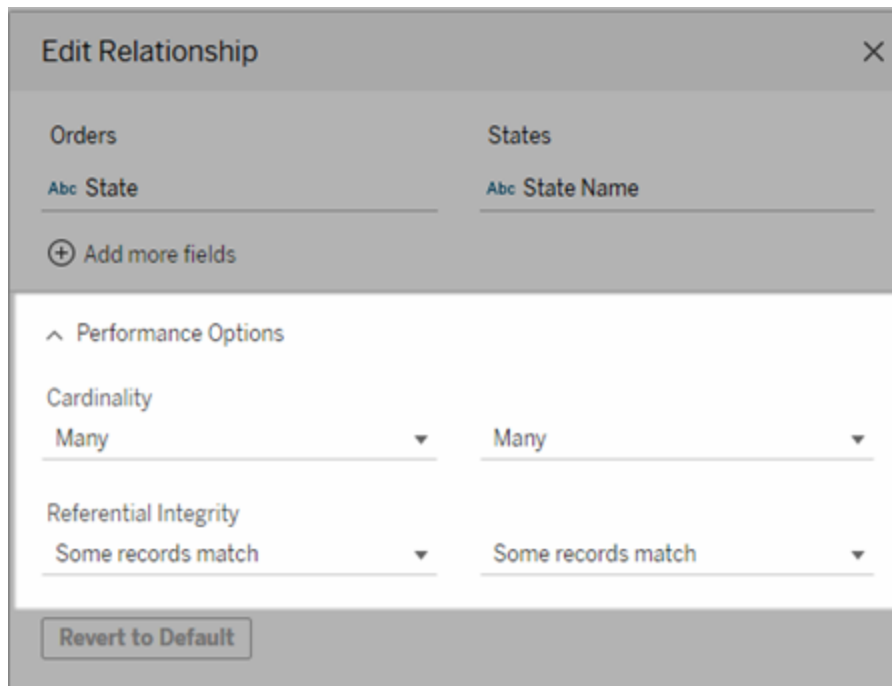 Edit Relationship
Orders States
Abc State Abc State Name
Add more fields
Performance Options
Cardinality
Many Many
Referential Integrity
Some records match Some records match
Revert to Default